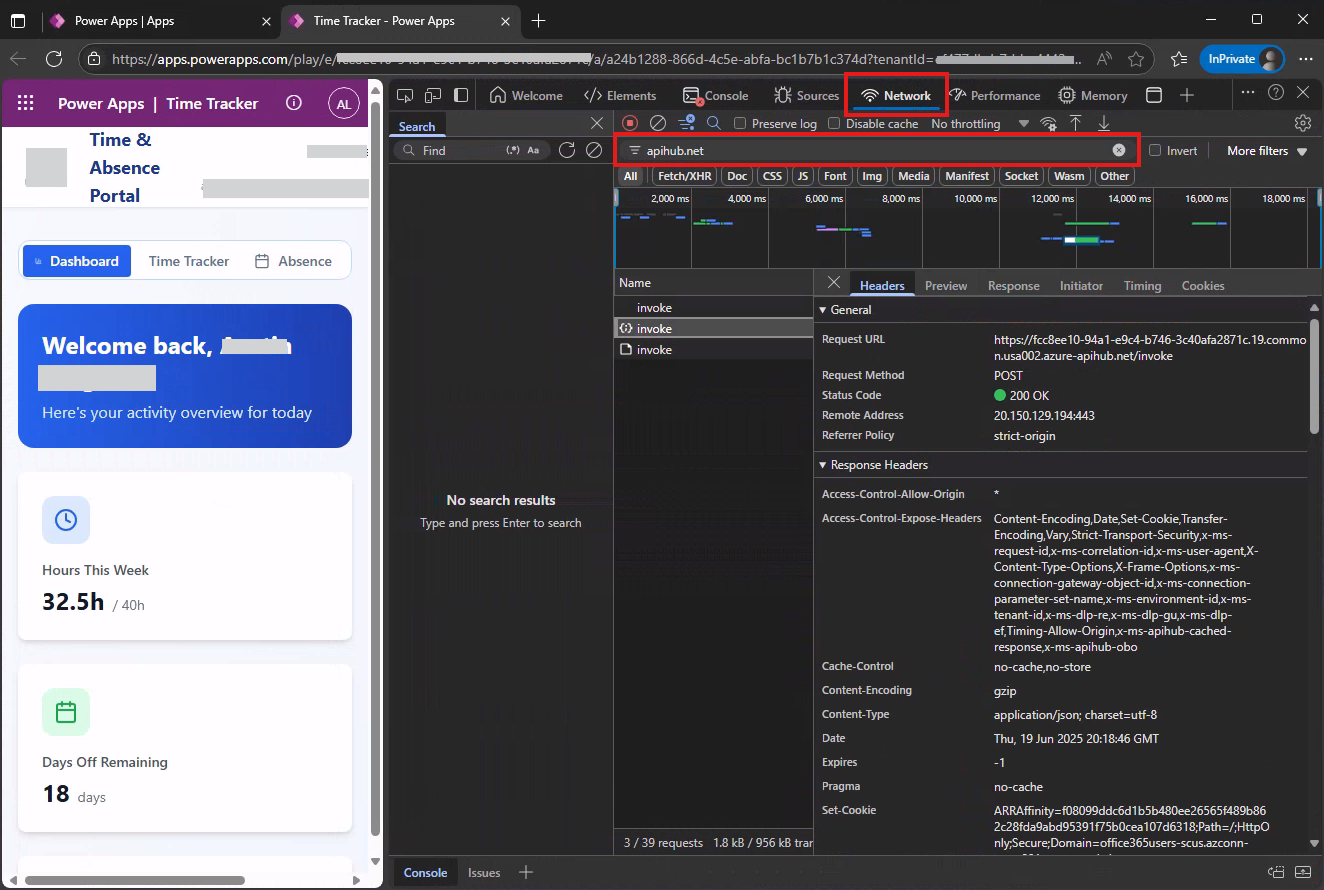 Power Apps | Apps
Time Tracker - Power Apps
https://apps.powerapps.com/play/e/
/a/a24b1288-866d-4c5e-abfa-bc1b7b1c374d?tenantId=
...
InPrivate
Power Apps | Time Tracker
AL
Time &
Absence
Portal
Dashboard
Time Tracker
Absence
Welcome back,
Here's your activity overview for today
Hours This Week
32.5h / 40h
Days Off Remaining
18 days
Welcome
Elements
Console
Sources
Network
Performance
Memory
Search
Find
(.*)
Aa
No search results
Type and press Enter to search
Preserve log
Disable cache
No throttling
apihub.net
Invert
More filters
All
Fetch/XHR
Doc
CSS
JS
Font
Img
Media
Manifest
Socket
Wasm
Other
2,000 ms
4,000 ms
6,000 ms
8,000 ms
10,000 ms
12,000 ms
14,000 ms
16,000 ms
18,000 ms
Name
invoke
invoke
invoke
3 / 39 requests
1.8 kB / 956 kB tran
Headers
Preview
Response
Initiator
Timing
Cookies
General
Request URL
https://fcc8ee10-94a1-e9c4-b746-3c40afa2871c.19.commo
n.usa002.azure-apihub.net/invoke
Request Method
POST
Status Code
200 OK
Remote Address
20.150.129.194:443
Referrer Policy
strict-origin
Response Headers
Access-Control-Allow-Origin
*
Access-Control-Expose-Headers
Content-Encoding,Date,Set-Cookie,Transfer-
Encoding,Vary,Strict-Transport-Security,x-ms-
request-id,x-ms-correlation-id,x-ms-user-agent,X-
Content-Type-Options,X-Frame-Options,x-ms-
connection-gateway-object-id,x-ms-connection-
parameter-set-name,x-ms-environment-id,x-ms-
tenant-id,x-ms-dlp-re,x-ms-dlp-gu,x-ms-dlp-
ef,Timing-Allow-Origin,x-ms-apihub-cached-
response,x-ms-apihub-obo
Cache-Control
no-cache,no-store
Content-Encoding
gzip
Content-Type
application/json; charset=utf-8
Date
Thu, 19 Jun 2025 20:18:46 GMT
Expires
-1
Pragma
no-cache
Set-Cookie
ARRAffinity=f08099ddc6d1b5b480ee26565f489b86
2c28fda9abd95391f75b0cea107d6318;Path=/;HttpO
nly;Secure;Domain=office365users-scus.azconn-
Console
Issues